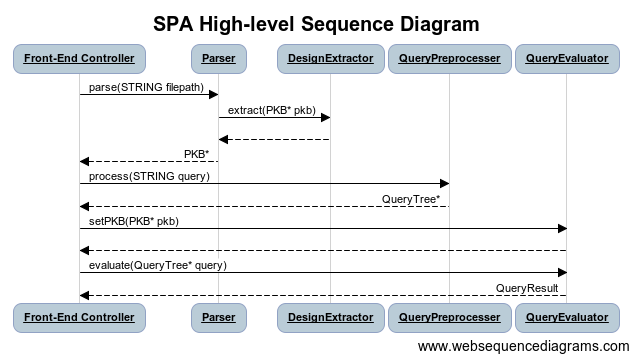 SPA High-level Sequence Diagram
Front-End Controller Parser DesignExtractor QueryPreprocesser QueryEvaluator
parse(STRING filepath)
extract(PKB* pkb)
PKB*
process(STRING query)
QueryTree*
setPKB(PKB* pkb)
evaluate(QueryTree* query)
QueryResult
Front-End Controller Parser DesignExtractor QueryPreprocesser QueryEvaluator
www.websequencediagrams.com